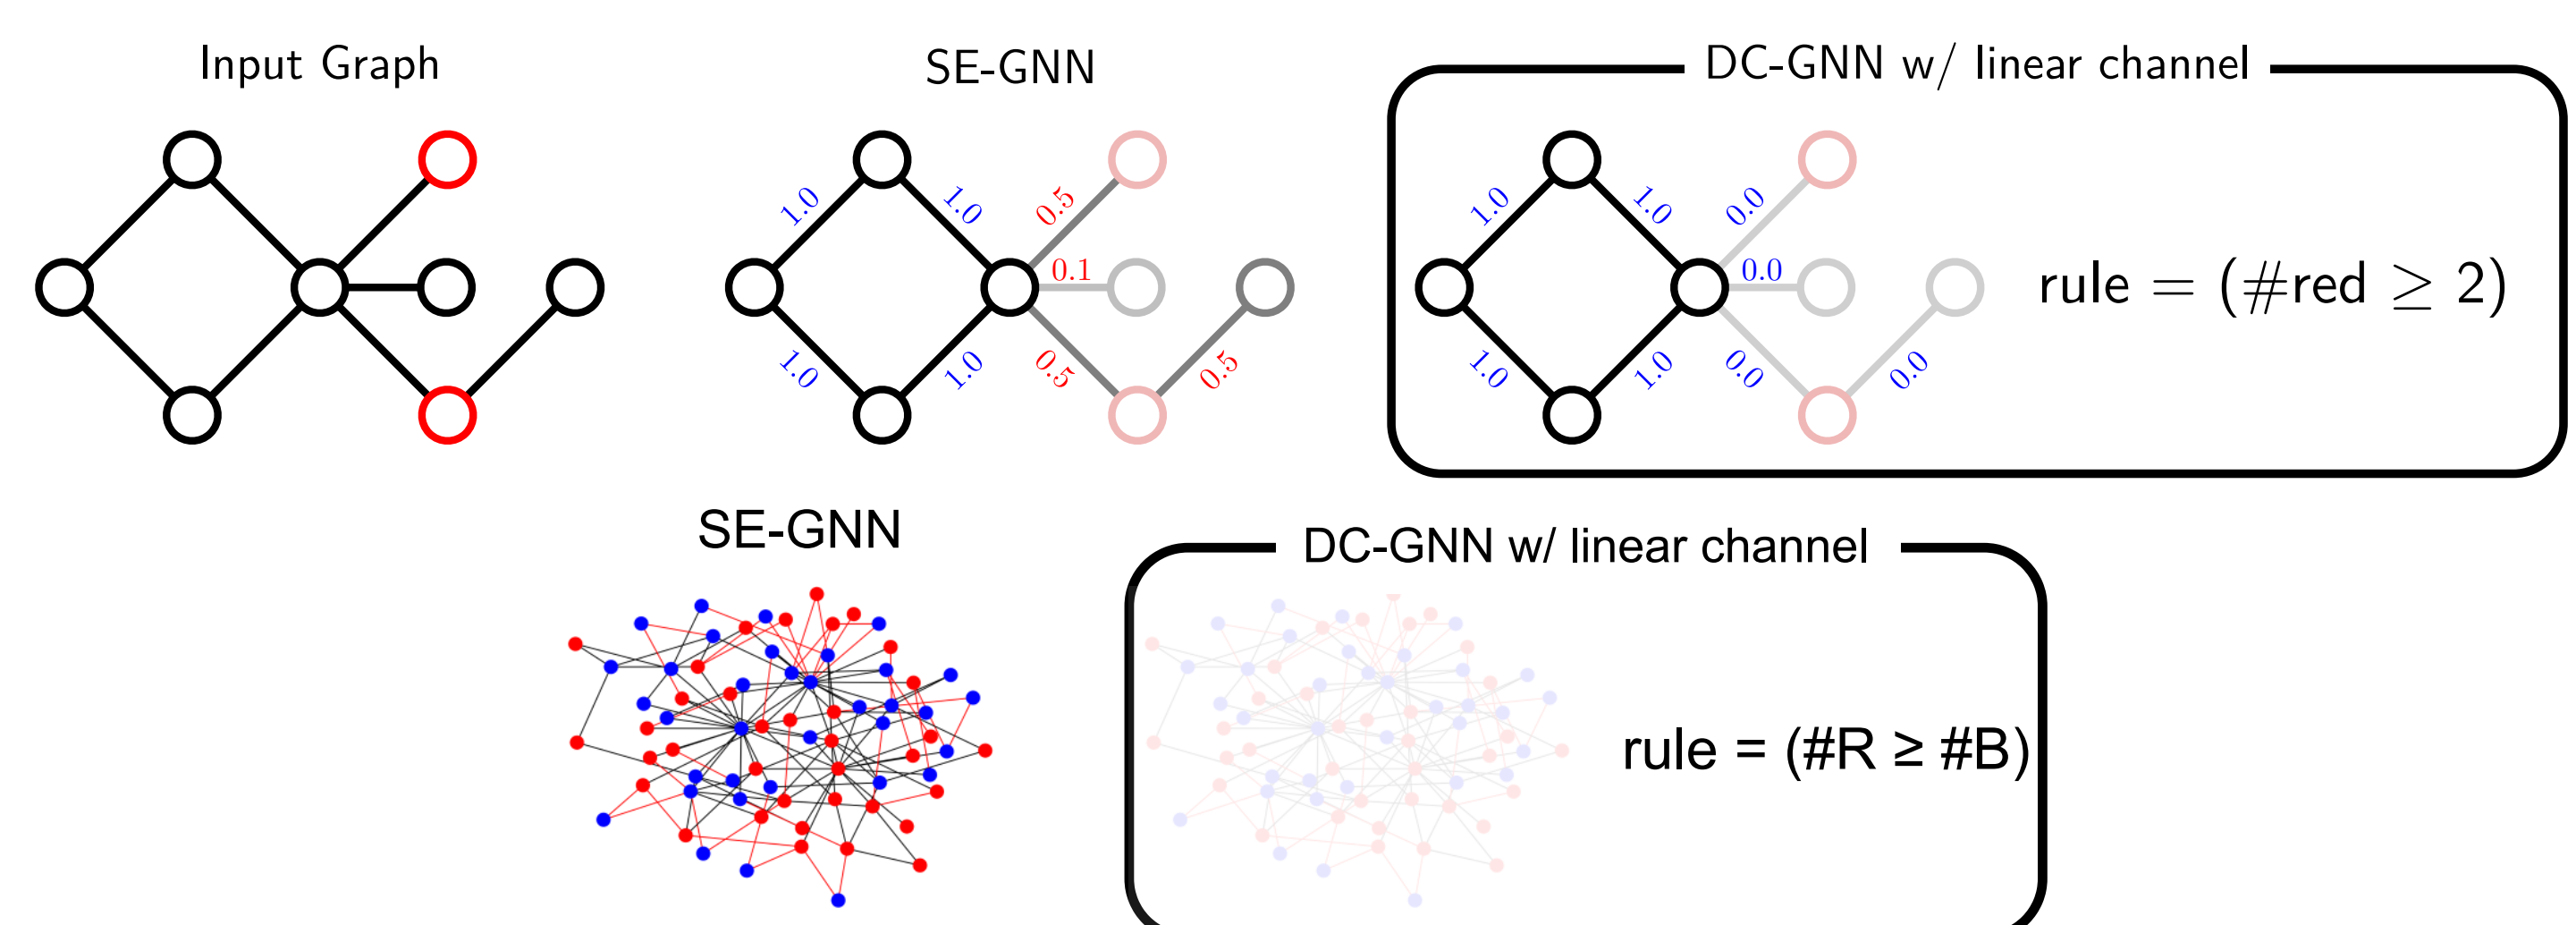 Input Graph
SE-GNN
DC-GNN w/ linear channel
1.0
1.0
0.5
0.1
1.0
1.0
0.5
0.5
1.0
1.0
0.0
0.0
rule = (#red ≥ 2)
1.0
1.0
0.0
0.0
SE-GNN
DC-GNN w/ linear channel
rule = (#R ≥ #B)